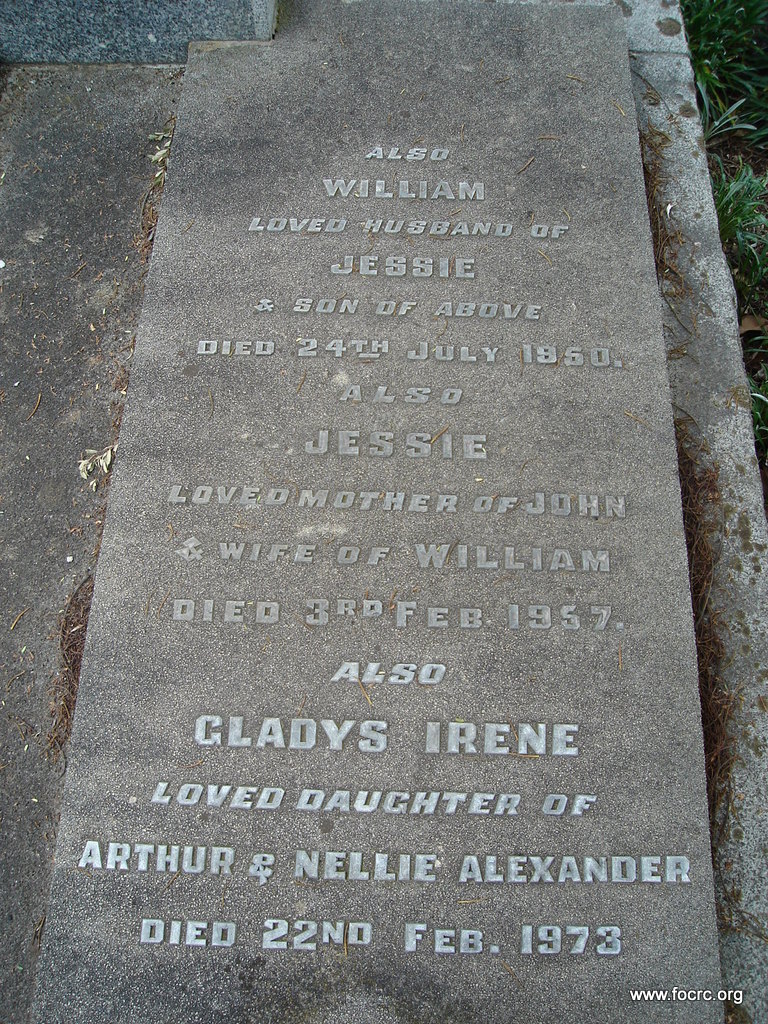 ALSO
WILLIAM
LOVED HUSBAND OF
JESSIE
& SON OF ABOVE
DIED 24TH JULY 1950.
ALSO
JESSIE
LOVED MOTHER OF JOHN
& WIFE OF WILLIAM
DIED 3RD FEB. 1957.
ALSO
GLADYS IRENE
LOVED DAUGHTER OF
ARTHUR & NELLIE ALEXANDER
DIED 22ND FEB. 1973
www.focrc.org